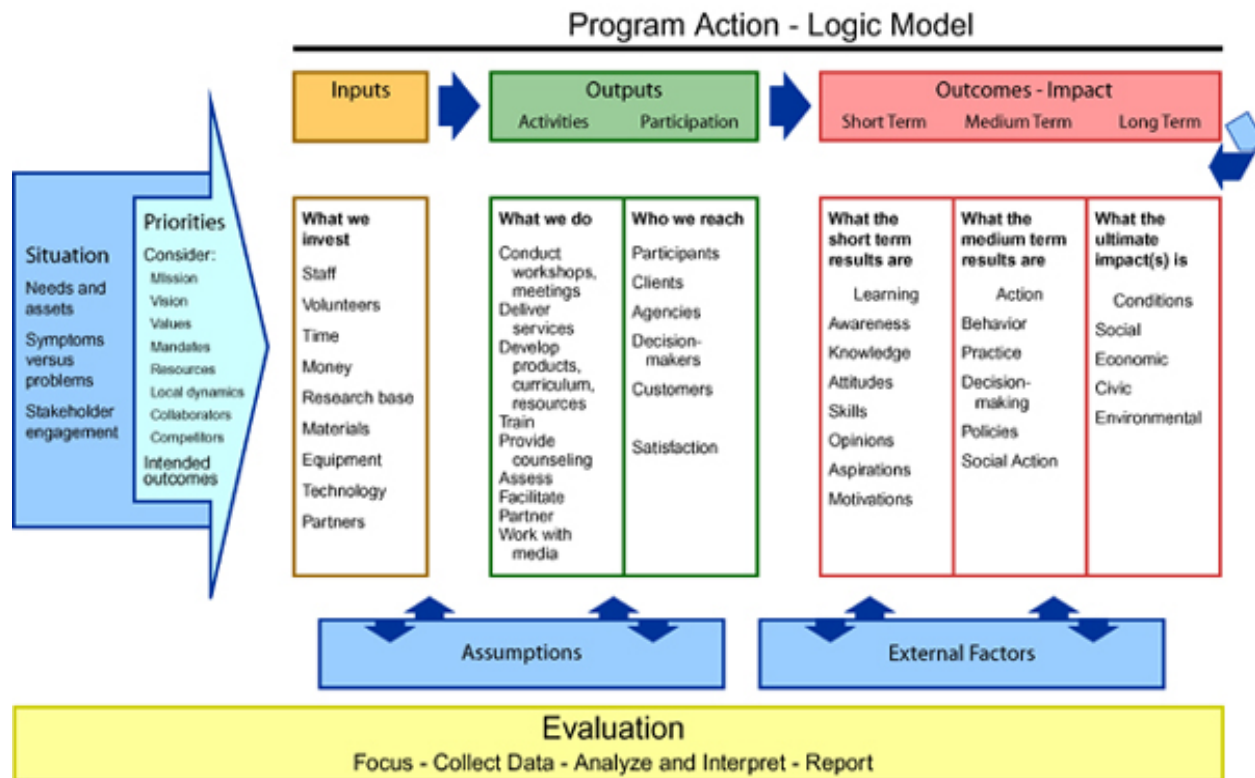 Program Action - Logic Model
Inputs
Outputs
Activities Participation
Outcomes - Impact
Short Term Medium Term Long Term
Situation
Needs and
assets
Symptoms
versus
problems
Stakeholder
engagement
Priorities
Consider:
Mission
Vision
Values
Mandates
Resources
Local dynamics
Collaborators
Competitors
Intended
outcomes
What we
invest
Staff
Volunteers
Time
Money
Research base
Materials
Equipment
Technology
Partners
What we do
Conduct
workshops,
meetings
Deliver
services
Develop
products,
curriculum,
resources
Train
Provide
counseling
Assess
Facilitate
Partner
Work with
media
Who we reach
Participants
Clients
Agencies
Decision-
makers
Customers
Satisfaction
What the
short term
results are
Learning
Awareness
Knowledge
Attitudes
Skills
Opinions
Aspirations
Motivations
What the
medium term
results are
Action
Behavior
Practice
Decision-
making
Policies
Social Action
What the
ultimate
impact(s) is
Conditions
Social
Economic
Civic
Environmental
Assumptions
External Factors
Evaluation
Focus - Collect Data - Analyze and Interpret - Report